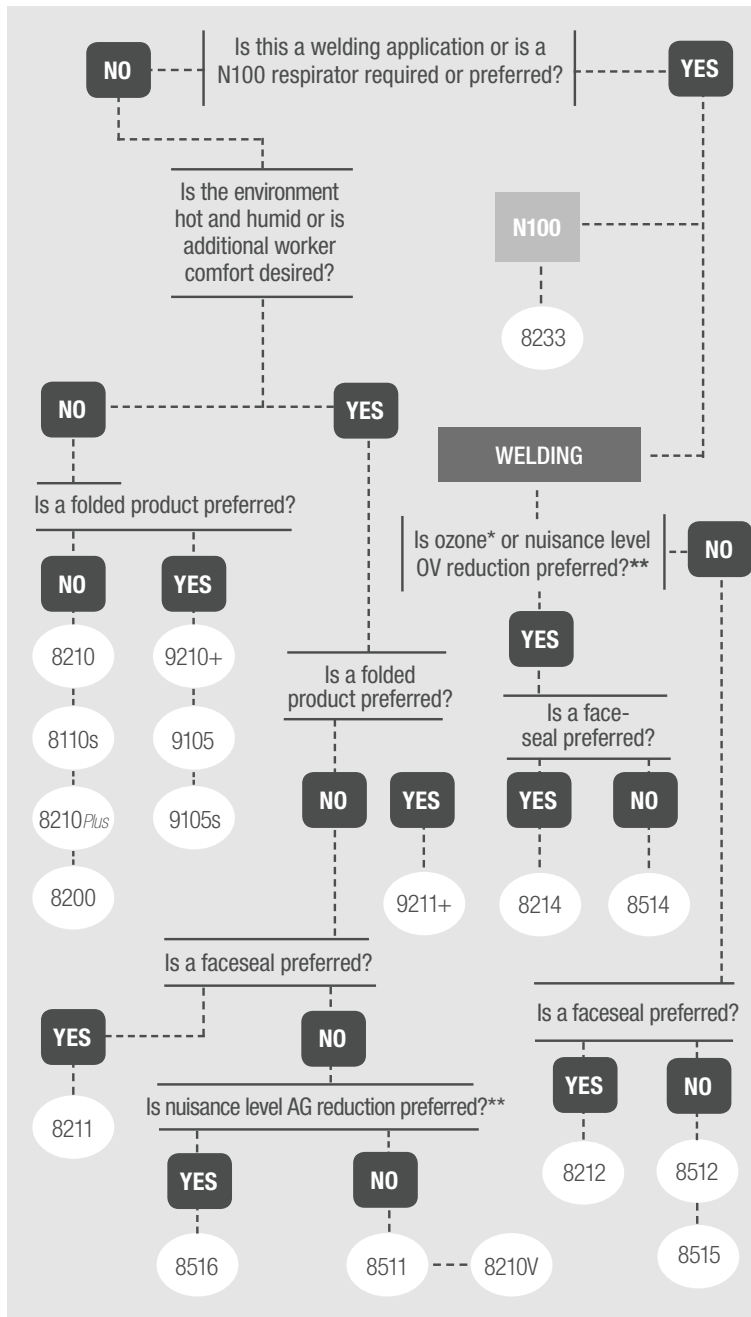 Is this a welding application or is a
N100 respirator required or preferred?
NO
YES
Is the environment
hot and humid or is
additional worker
comfort desired?
N100
8233
NO
YES
WELDING
Is a folded product preferred?
Is ozone* or nuisance level
OV reduction preferred?**
NO
NO
YES
YES
8210
9210+
8110s
9105
8210Plus
9105s
8200
Is a folded
product preferred?
NO
YES
9211+
Is a face-
seal preferred?
YES
NO
8214
8514
Is a faceseal preferred?
YES
NO
8211
Is nuisance level AG reduction preferred?**
YES
NO
8516
8511
8210V
Is a faceseal preferred?
YES
NO
8212
8512
8515